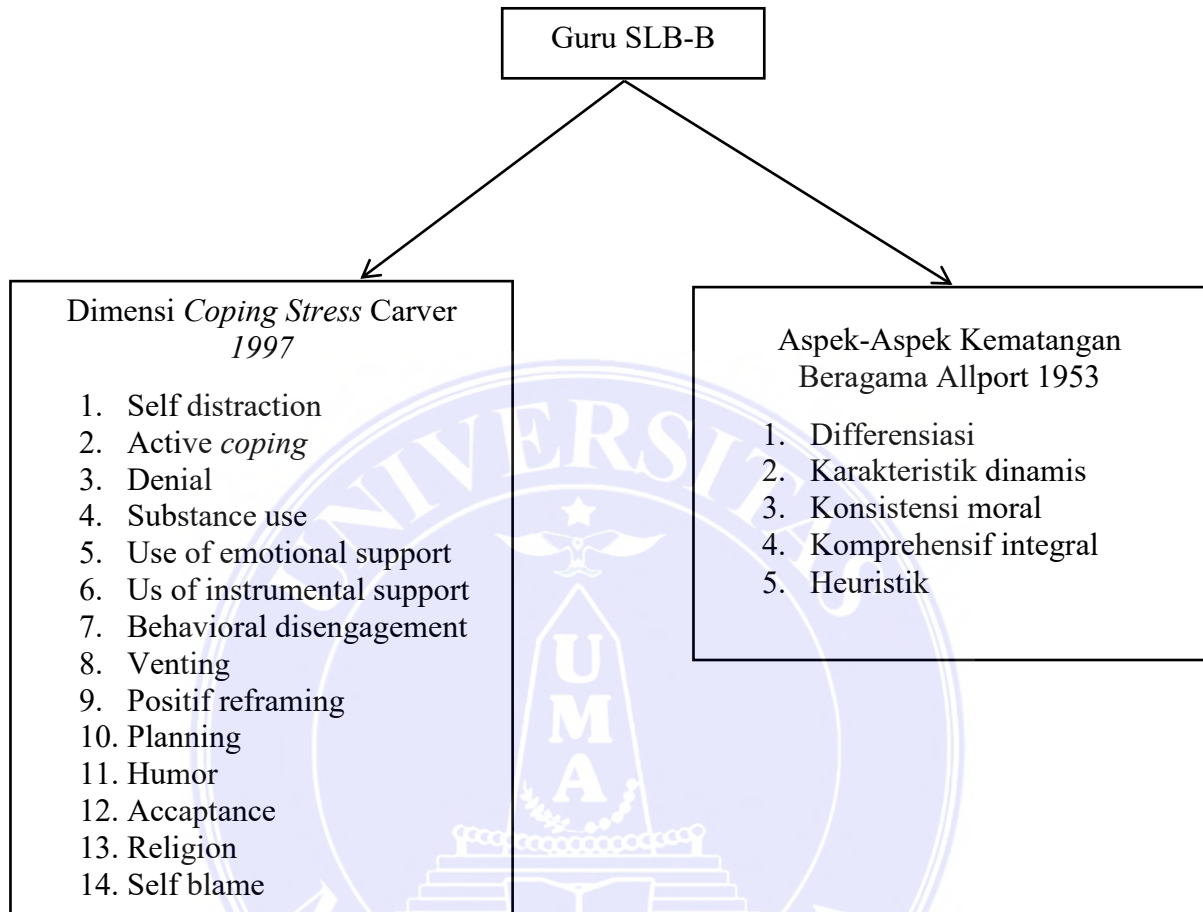 Guru SLB-B
Dimensi Coping Stress Carver
1997
1. Self distraction
2. Active coping
3. Denial
4. Substance use
5. Use of emotional support
6. Us of instrumental support
7. Behavioral disengagement
8. Venting
9. Positif reframing
10. Planning
11. Humor
12. Accaptance
13. Religion
14. Self blame
Aspek-Aspek Kematangan
Beragama Allport 1953
1. Differensiasi
2. Karakteristik dinamis
3. Konsistensi moral
4. Komprehensif integral
5. Heuristik
UNIVERSITAS
UMA